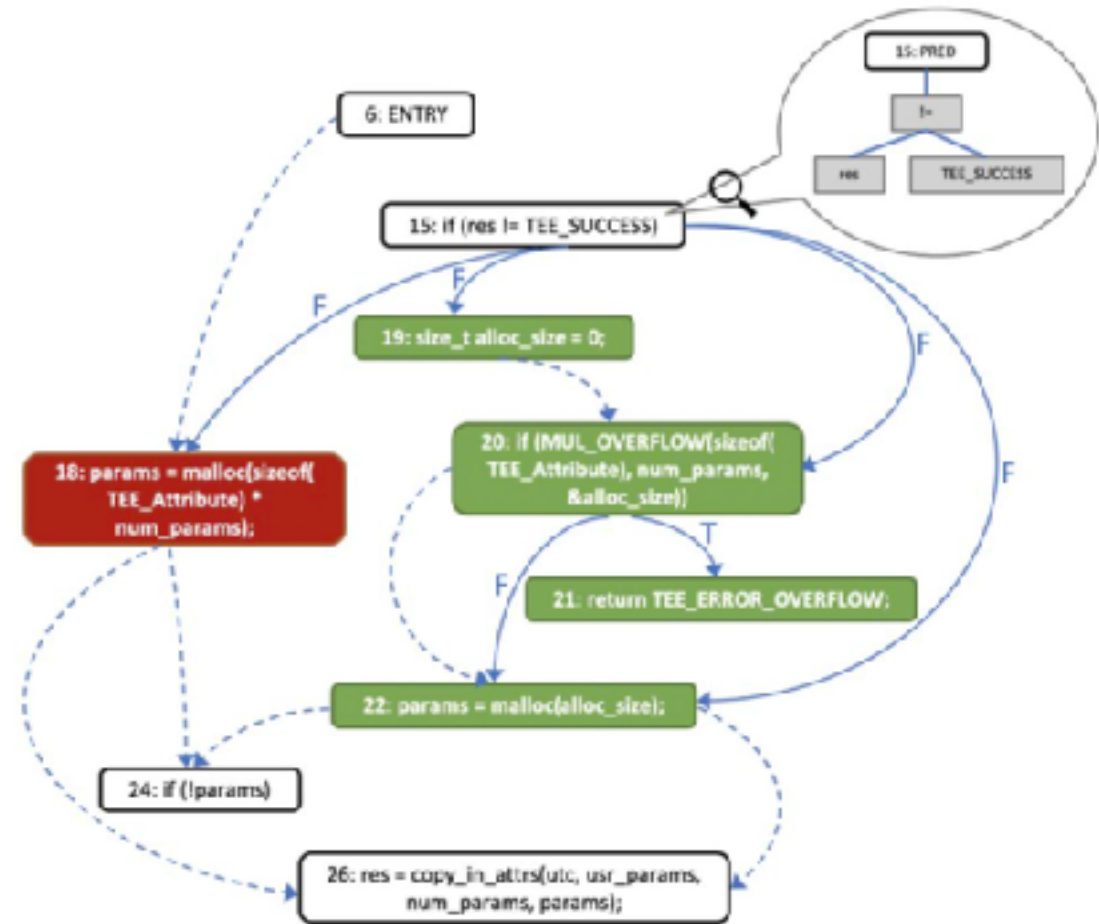 15: PRED
6: ENTRY
!=
res
TEE_SUCCESS
15: if (res != TEE_SUCCESS)
F
F
19: size_t alloc_size = 0;
F
20: if (MUL_OVERFLOW(sizeof(
TEE_Attribute), num_params,
&alloc_size))
18: params = malloc(sizeof(
TEE_Attribute) *
num_params);
F
T
F
21: return TEE_ERROR_OVERFLOW;
22: params = malloc(alloc_size);
24: if (!params)
26: res = copy_in_attrs(utc, usr_params,
num_params, params);